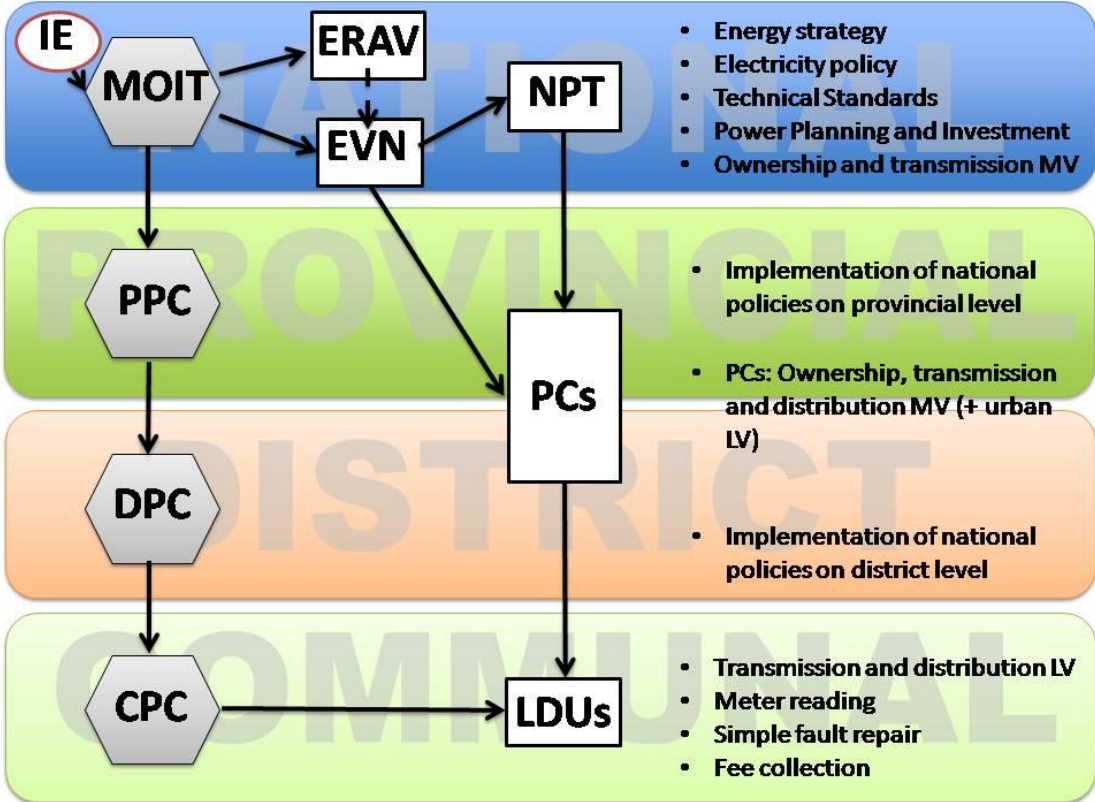 IE
MOIT
ERAV
EVN
NPT
NATIONAL
• Energy strategy
• Electricity policy
• Technical Standards
• Power Planning and Investment
• Ownership and transmission MV
PROVINCIAL
PPC
PCs
• Implementation of national
policies on provincial level
• PCs: Ownership, transmission
and distribution MV (+ urban
LV)
DISTRICT
DPC
• Implementation of national
policies on district level
COMMUNAL
CPC
LDUs
• Transmission and distribution LV
• Meter reading
• Simple fault repair
• Fee collection